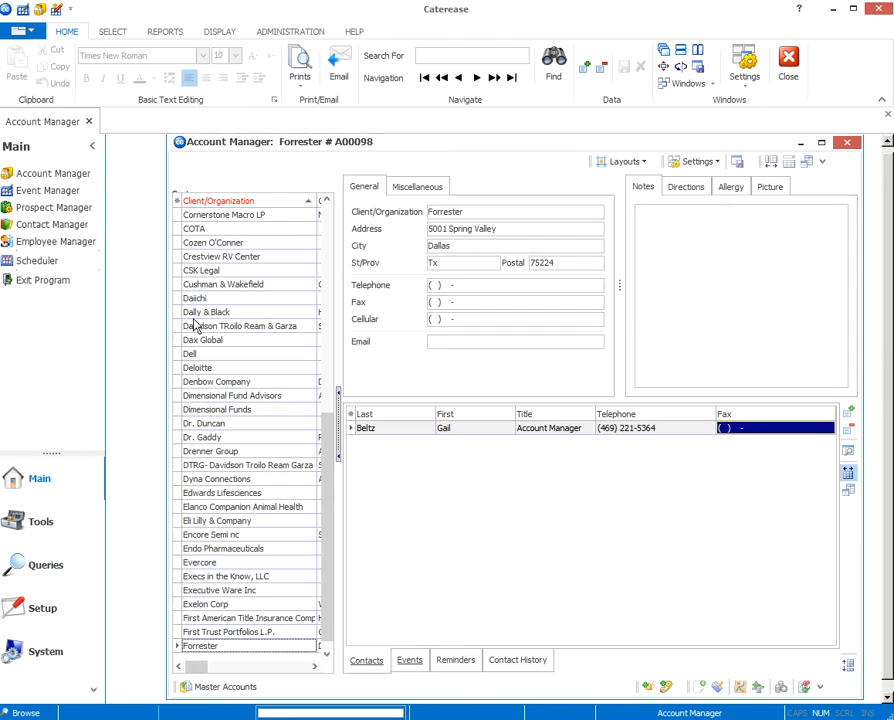 Caterease
HOME SELECT REPORTS DISPLAY ADMINISTRATION HELP
Paste
Cut
Copy
Undo
Clipboard
Times New Roman 10
B I U A
Basic Text Editing
Prints
Email
Print/Email
Search For
Navigation
Navigate
Find
Data
Windows
Settings
Close
Windows
Account Manager
Main
Account Manager
Event Manager
Prospect Manager
Contact Manager
Employee Manager
Scheduler
Exit Program
Main
Tools
Queries
Setup
System
Account Manager: Forrester # A00098
Layouts Settings
Client/Organization
Cornerstone Macro LP
COTA
Cozen O'Conner
Crestview RV Center
CSK Legal
Cushman & Wakefield
Daiichi
Dally & Black
Davidson TRoilo Ream & Garza
Dax Global
Dell
Deloitte
Denbow Company
Dimensional Fund Advisors
Dimensional Funds
Dr. Duncan
Dr. Gaddy
Drenner Group
DTRG- Davidson Troilo Ream Garza
Dyna Connections
Edwards Lifesciences
Elanco Companion Animal Health
Eli Lilly & Company
Encore Semi nc
Endo Pharmaceuticals
Evercore
Execs in the Know, LLC
Executive Ware Inc
Exelon Corp
First American Title Insurance Comp
First Trust Portfolios L.P.
Forrester
Master Accounts
General Miscellaneous
Client/Organization Forrester
Address 5001 Spring Valley
City Dallas
St/Prov Tx Postal 75224
Telephone ( ) -
Fax ( ) -
Cellular ( ) -
Email
Notes Directions Allergy Picture
Last First Title Telephone Fax
Beltz Gail Account Manager (469) 221-5364 ( ) -
Contacts Events Reminders Contact History
Browse
Account Manager CAPS NUM SCRL INS